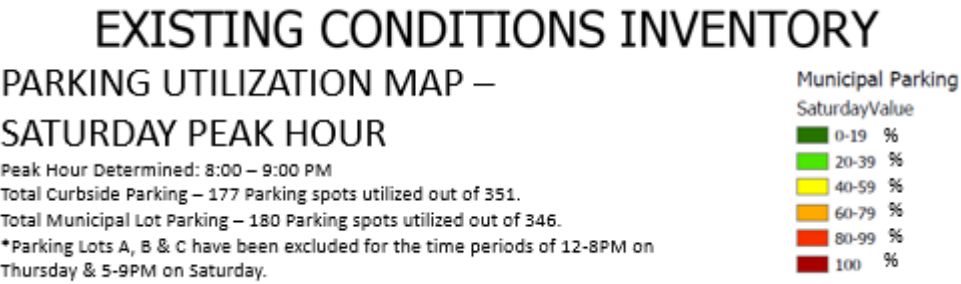 EXISTING CONDITIONS INVENTORY
PARKING UTILIZATION MAP –
SATURDAY PEAK HOUR
Peak Hour Determined: 8:00 – 9:00 PM
Total Curbside Parking – 177 Parking spots utilized out of 351.
Total Municipal Lot Parking – 180 Parking spots utilized out of 346.
*Parking Lots A, B & C have been excluded for the time periods of 12-8PM on
Thursday & 5-9PM on Saturday.
Municipal Parking
SaturdayValue
0-19 %
20-39 %
40-59 %
60-79 %
80-99 %
100 %